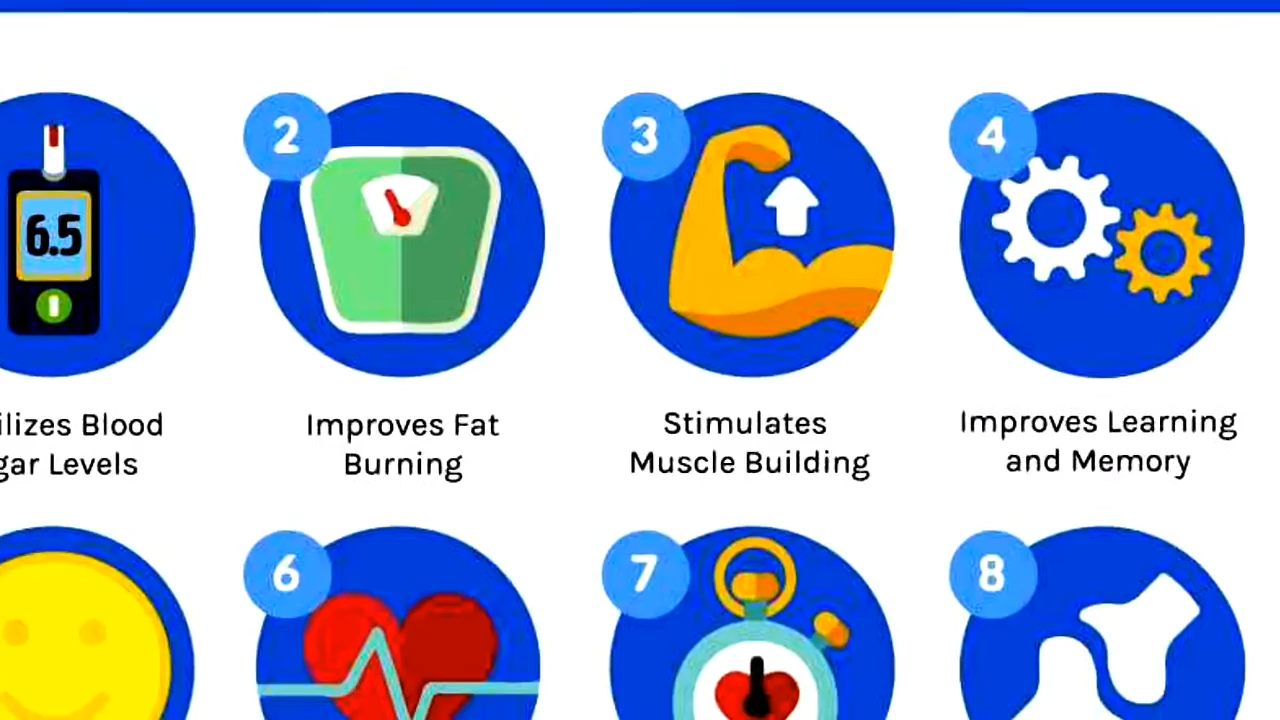 2
3
4
6.5
ilizes Blood
gar Levels
Improves Fat
Burning
Stimulates
Muscle Building
Improves Learning
and Memory
6
7
8